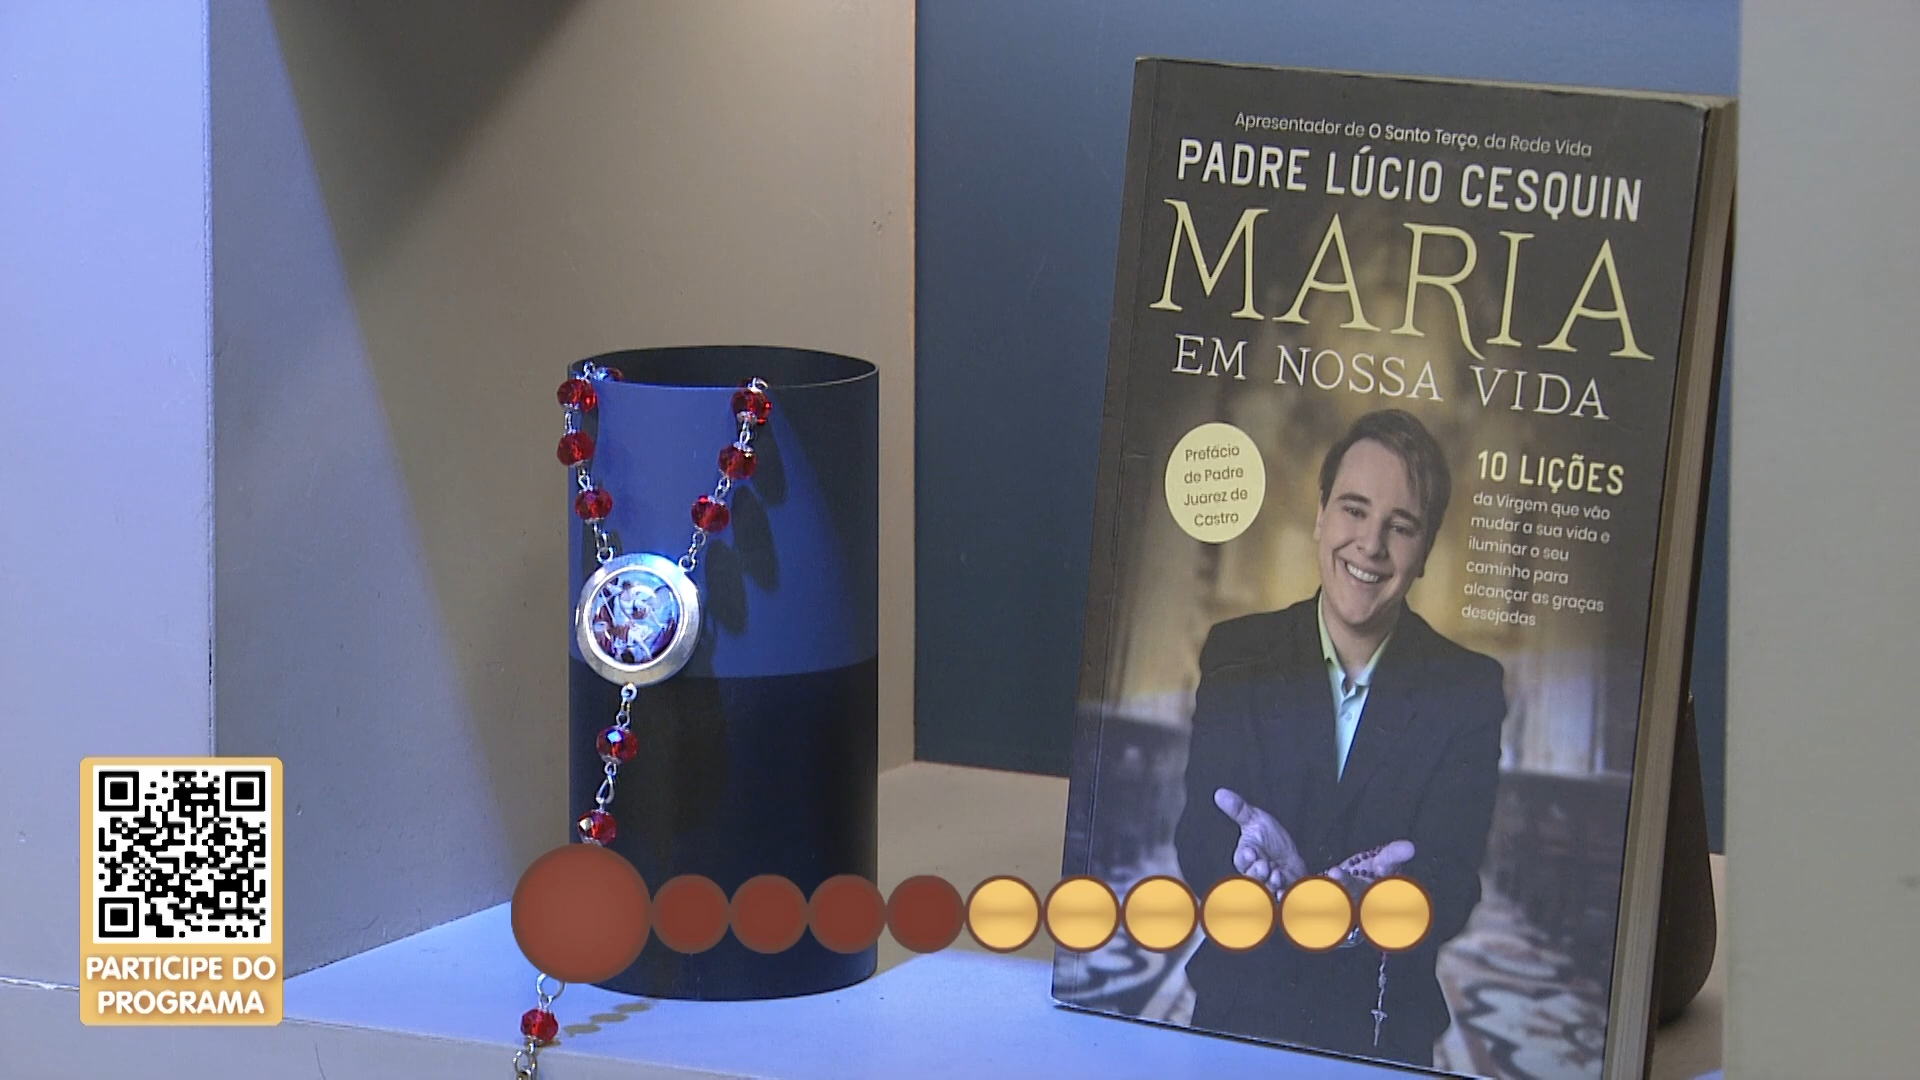 Apresentador de O Santo Terço, da Rede Vida
PADRE LÚCIO CESQUIN
MARIA
EM NOSSA VIDA
Prefácio
de Padre
Juarez de
Castro
10 LIÇÕES
da Virgem que vão
mudar a sua vida e
iluminar o seu
caminho para
alcançar as graças
desejadas
PARTICIPE DO
PROGRAMA